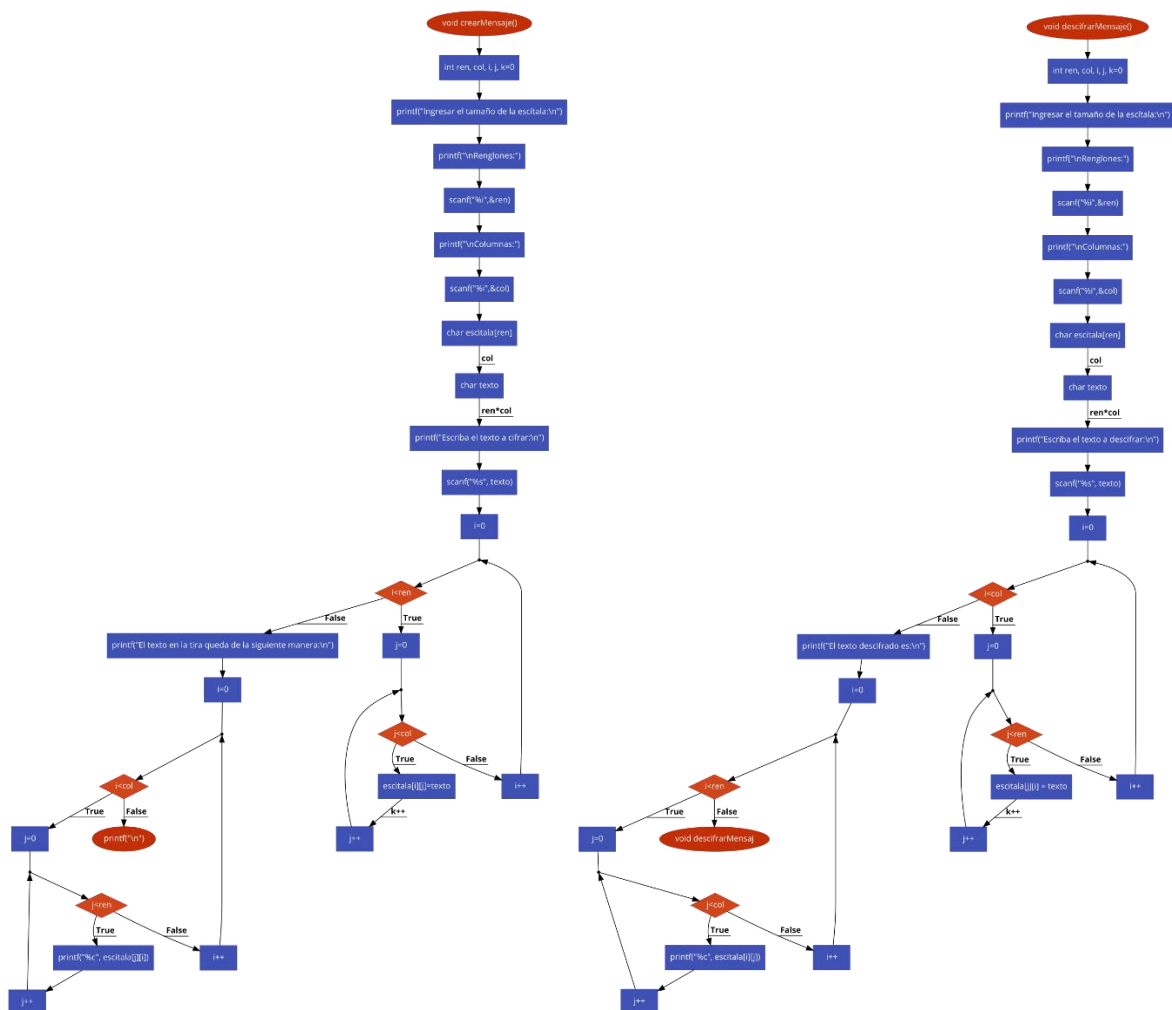 void crearMensaje()
int ren, col, i, j, k=0
printf("Ingresar el tamaño de la escítala:\n")
printf("\nRenglones:")
scanf("%i",&ren)
printf("\nColumnas:")
scanf("%i",&col)
char escitala[ren]
col
char texto
ren*col
printf("Escriba el texto a cifrar:\n")
scanf("%s", texto)
i=0
i<ren
False
True
printf("El texto en la tira queda de la siguiente manera:\n")
j=0
i=0
j<col
True
False
escitala[i][j]=texto
i++
k++
j++
i<col
True
False
j=0
printf("\n")
j<ren
True
False
printf("%c", escitala[j][i])
i++
j++
void descifrarMensaje()
int ren, col, i, j, k=0
printf("Ingresar el tamaño de la escítala:\n")
printf("\nRenglones:")
scanf("%i",&ren)
printf("\nColumnas:")
scanf("%i",&col)
char escitala[ren]
col
char texto
ren*col
printf("Escriba el texto a descifrar:\n")
scanf("%s", texto)
i=0
i<col
False
True
printf("El texto descifrado es:\n")
j=0
i=0
j<ren
True
False
escitala[j][i] = texto
i++
k++
j++
i<ren
True
False
j=0
void descifrarMensaj
j<col
True
False
printf("%c", escitala[i][j])
i++
j++